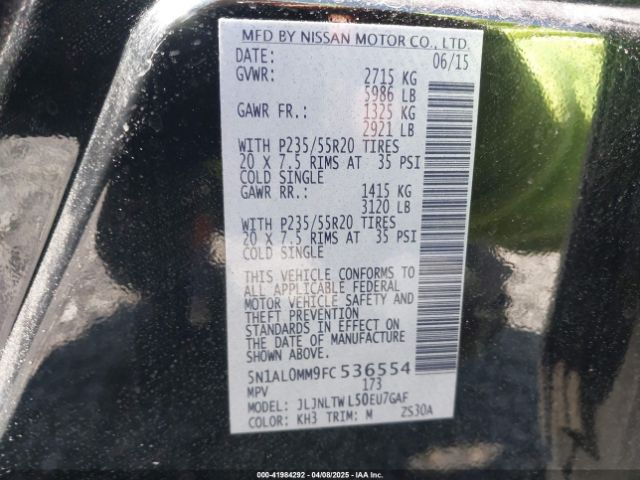 MFD BY NISSAN MOTOR CO., LTD.
DATE: 06/15
GVWR: 2715 KG
5986 LB
GAWR FR.: 1325 KG
2921 LB
WITH P235/55R20 TIRES
20 X 7.5 RIMS AT 35 PSI
COLD SINGLE
GAWR RR.: 1415 KG
3120 LB
WITH P235/55R20 TIRES
20 X 7.5 RIMS AT 35 PSI
COLD SINGLE
THIS VEHICLE CONFORMS TO
ALL APPLICABLE FEDERAL
MOTOR VEHICLE SAFETY AND
THEFT PREVENTION
STANDARDS IN EFFECT ON
THE DATE OF MANUFACTURE
SHOWN ABOVE.
5N1AL0MM9FC536554
MPV 173
MODEL: JLJNLTWL50EU7GAF
COLOR: KH3 TRIM: M ZS30A
000-41984292 - 04/08/2025 - Copyright IAA, Inc.